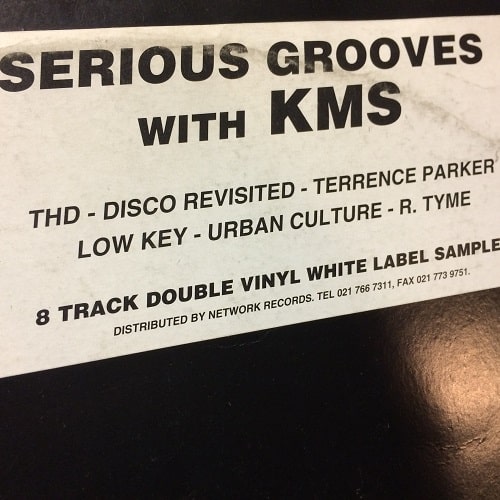 SERIOUS GROOVES
WITH KMS
THD - DISCO REVISITED - TERRENCE PARKER
LOW KEY - URBAN CULTURE - R. TYME
8 TRACK DOUBLE VINYL WHITE LABEL SAMPLE
DISTRIBUTED BY NETWORK RECORDS. TEL 021 766 7311, FAX 021 773 9751.